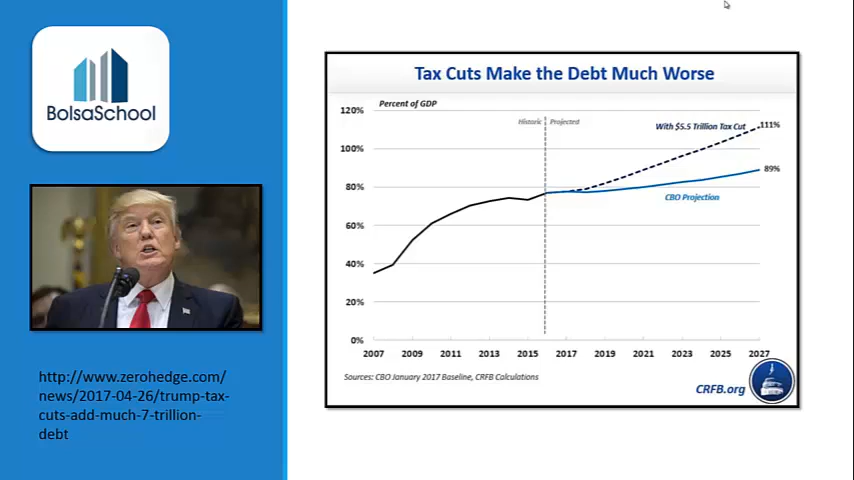 BolsaSchool
http://www.zerohedge.com/
news/2017-04-26/trump-tax-
cuts-add-much-7-trillion-
debt
Tax Cuts Make the Debt Much Worse
Percent of GDP
120%
100%
80%
60%
40%
20%
0%
Historic Projected
With $5.5 Trillion Tax Cut 111%
89%
CBO Projection
2007 2009 2011 2013 2015 2017 2019 2021 2023 2025 2027
Sources: CBO January 2017 Baseline, CRFB Calculations
CRFB.org